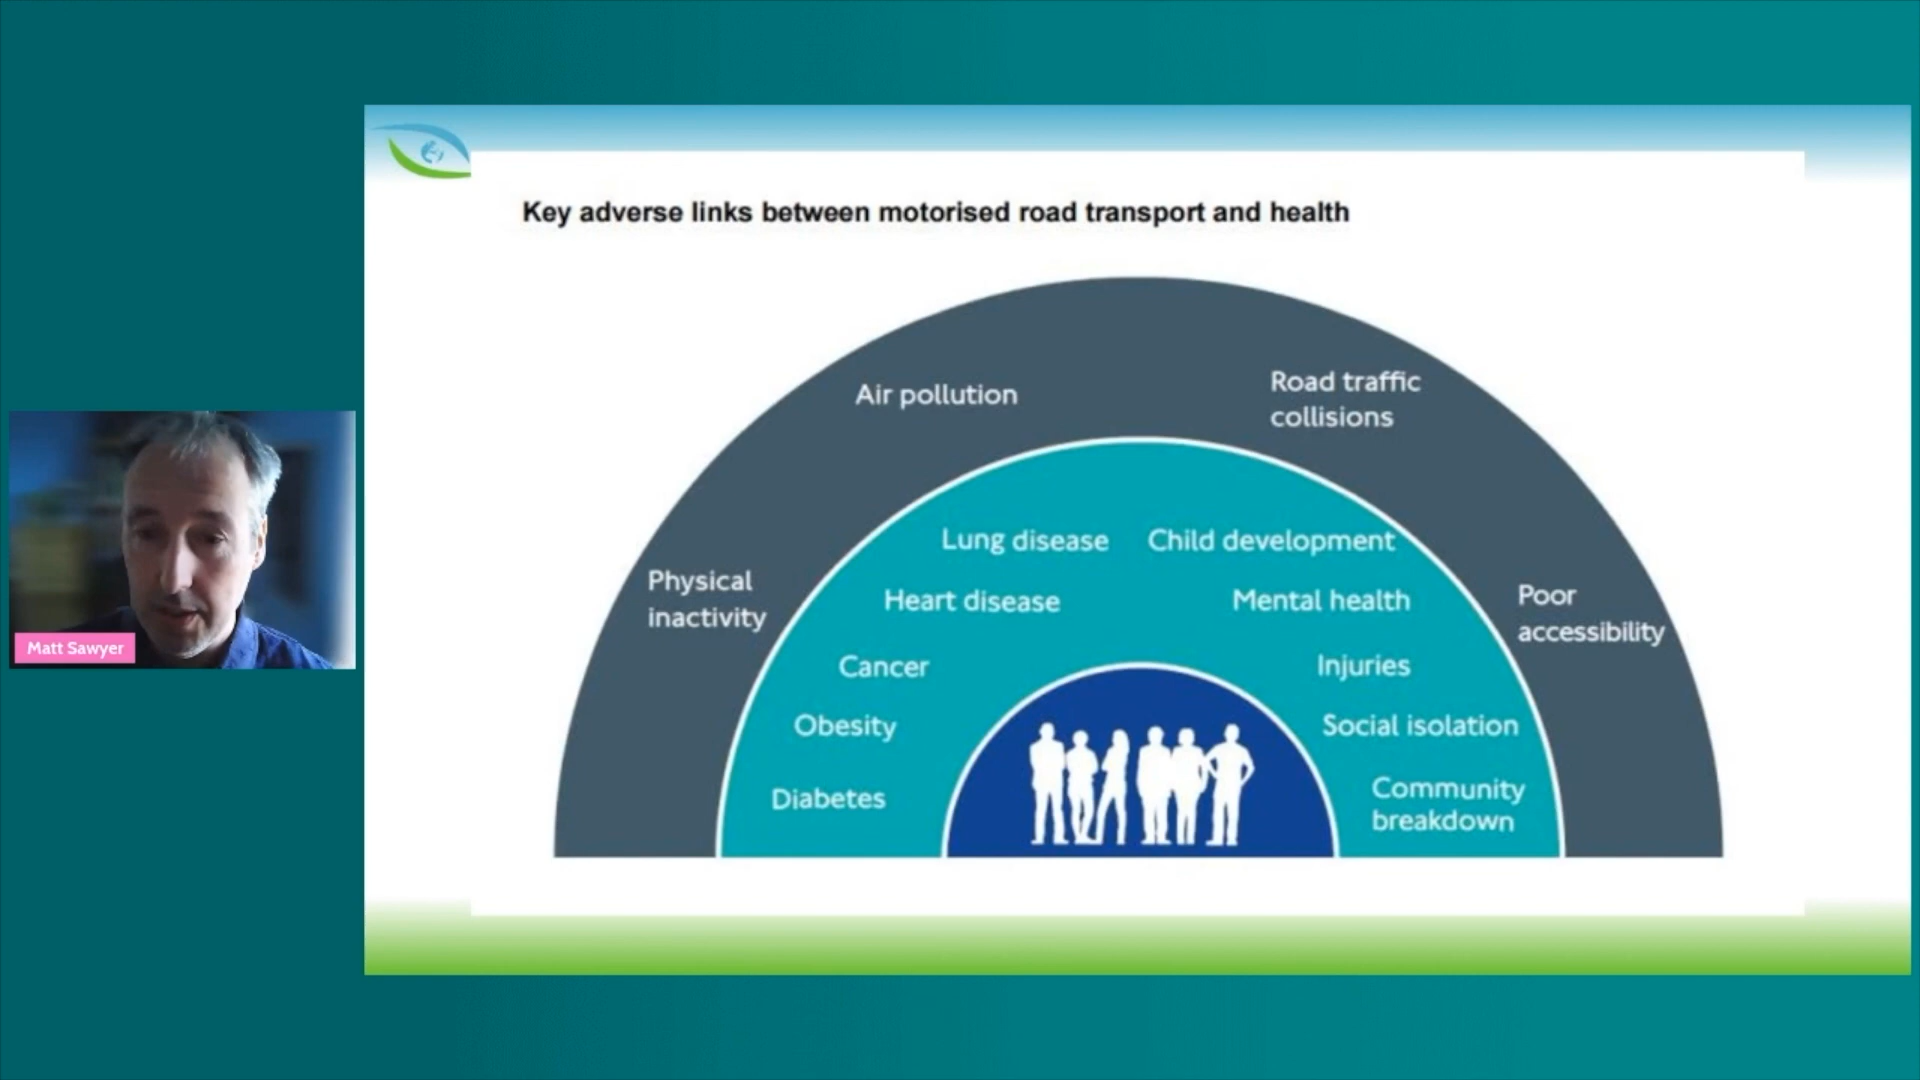 Key adverse links between motorised road transport and health
Air pollution
Road traffic
collisions
Physical
inactivity
Poor
accessibility
Lung disease
Child development
Heart disease
Mental health
Cancer
Injuries
Obesity
Social isolation
Diabetes
Community
breakdown
Matt Sawyer